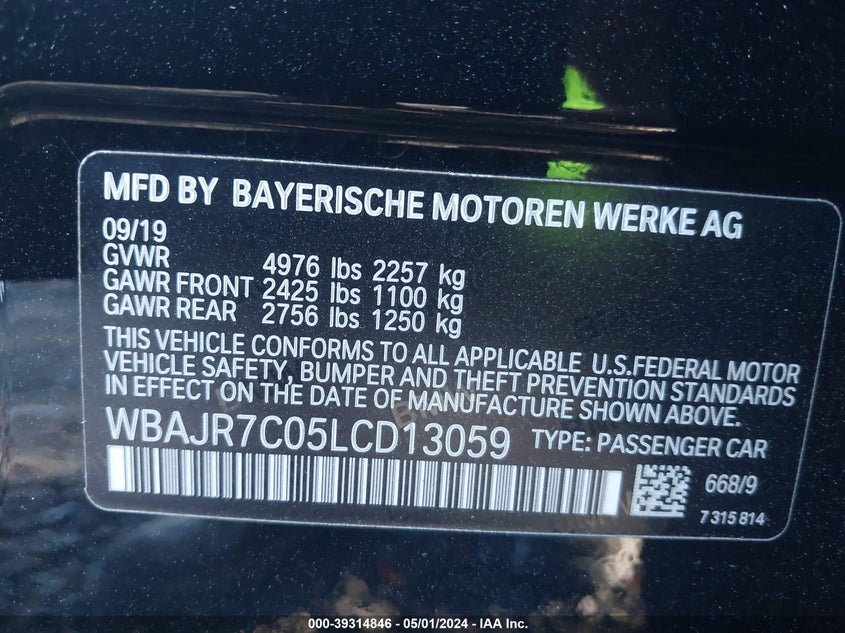 MFD BY BAYERISCHE MOTOREN WERKE AG
09/19
GVWR 4976 lbs 2257 kg
GAWR FRONT 2425 lbs 1100 kg
GAWR REAR 2756 lbs 1250 kg
THIS VEHICLE CONFORMS TO ALL APPLICABLE U.S.FEDERAL MOTOR
VEHICLE SAFETY, BUMPER AND THEFT PREVENTION STANDARDS
IN EFFECT ON THE DATE OF MANUFACTURE SHOWN ABOVE.
WBAJR7C05LCD13059 TYPE: PASSENGER CAR
668/9
7 315 814
000-39314846 - 05/01/2024 - IAA Inc.